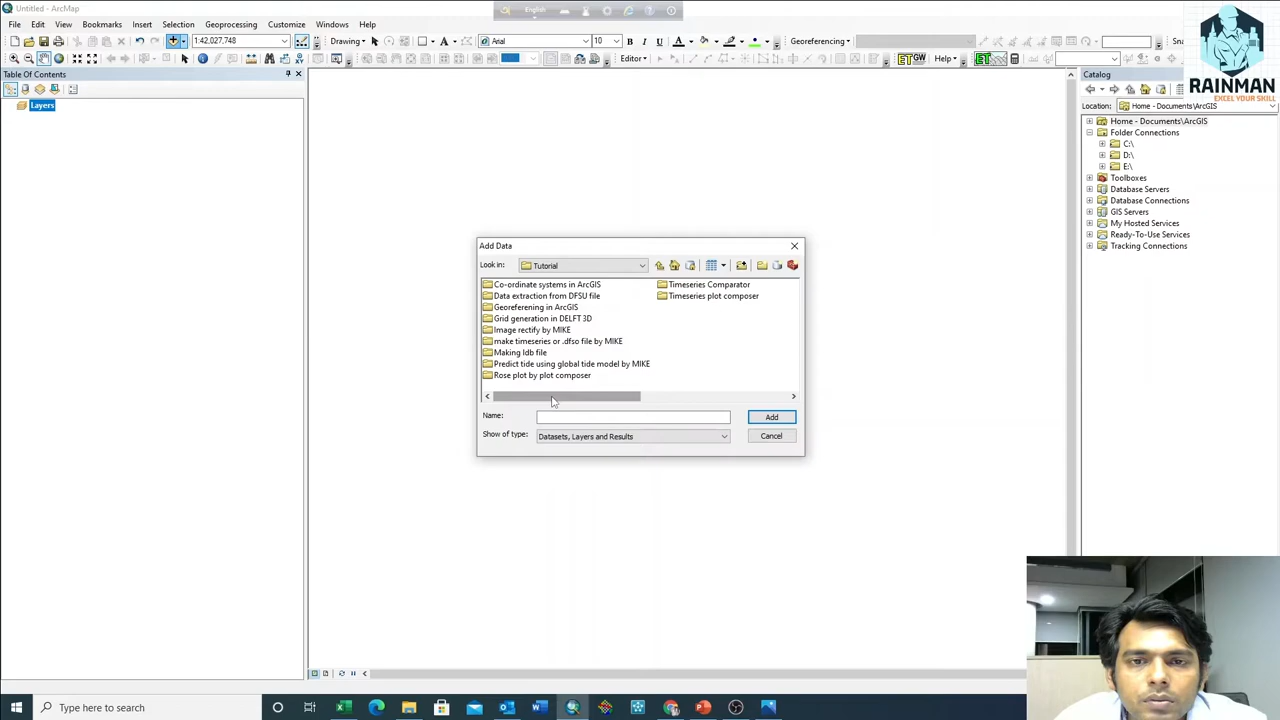 Untitled - ArcMap
English
File Edit View Bookmarks Insert Selection Geoprocessing Customize Windows Help
1:42,027,748
Drawing
Arial
10
B I U A
Georeferencing
Editor
ET GW
Help
ET
Table Of Contents
Layers
Catalog
RAINMAN
EXCEL YOUR SKILL
Location: Home - Documents\ArcGIS
Home - Documents\ArcGIS
Folder Connections
C:\
D:\
E:\
Toolboxes
Database Servers
Database Connections
GIS Servers
My Hosted Services
Ready-To-Use Services
Tracking Connections
Add Data
Look in: Tutorial
Co-ordinate systems in ArcGIS
Data extraction from DFSU file
Georeferening in ArcGIS
Grid generation in DELFT 3D
Image rectify by MIKE
make timeseries or .dfso file by MIKE
Making ldb file
Predict tide using global tide model by MIKE
Rose plot by plot composer
Timeseries Comparator
Timeseries plot composer
Name:
Add
Show of type: Datasets, Layers and Results
Cancel
Type here to search